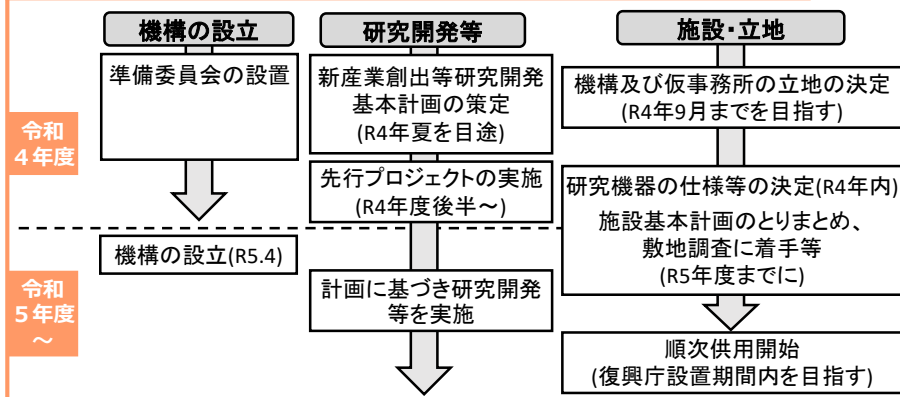 機構の設立
研究開発等
施設・立地
令和
4年度
準備委員会の設置
新産業創出等研究開発
基本計画の策定
(R4年夏を目途)
先行プロジェクトの実施
(R4年度後半～)
機構及び仮事務所の立地の決定
(R4年9月までを目指す)
研究機器の仕様等の決定(R4年内)
施設基本計画のとりまとめ、
敷地調査に着手等
(R5年度までに)
令和
5年度
～
機構の設立(R5.4)
計画に基づき研究開発
等を実施
順次供用開始
(復興庁設置期間内を目指す)